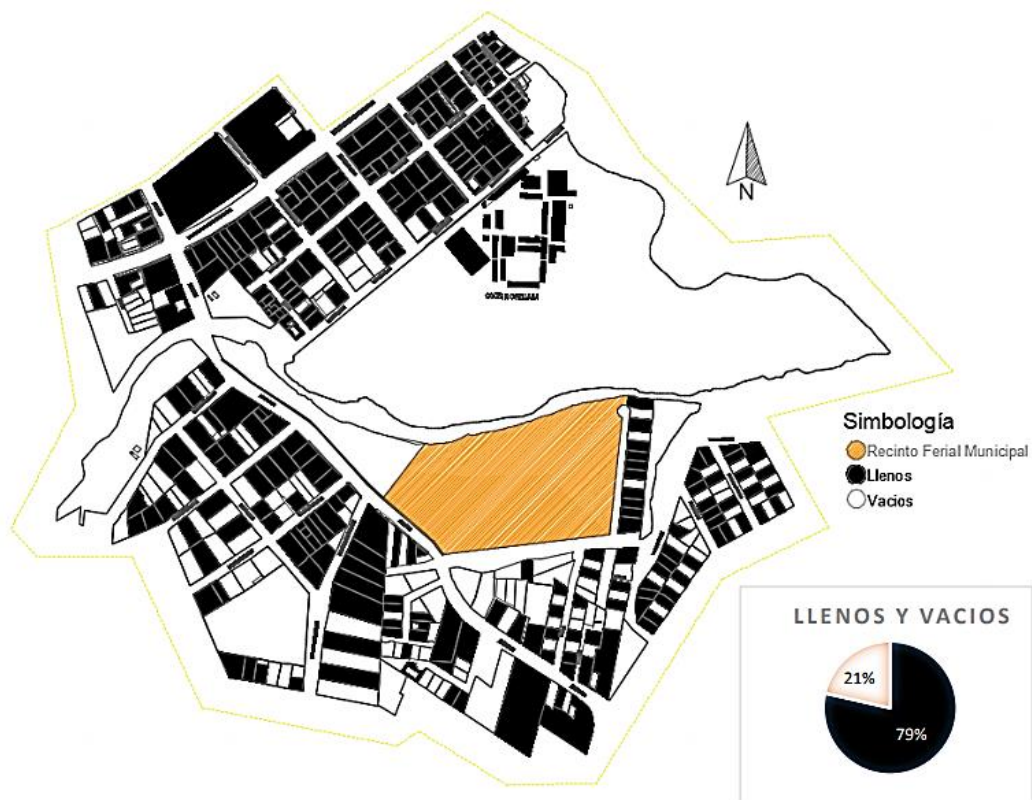 N
Simbología
Recinto Ferial Municipal
Llenos
Vacios
LLENOS Y VACIOS
21%
79%